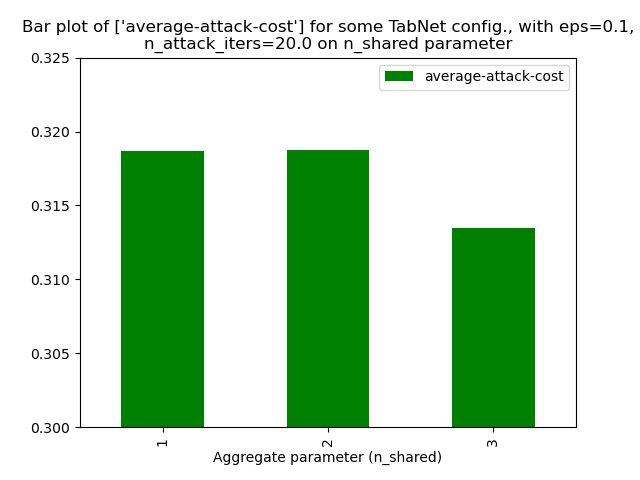 Bar plot of ['average-attack-cost'] for some TabNet config., with eps=0.1,
n_attack_iters=20.0 on n_shared parameter
average-attack-cost
0.325
0.320
0.315
0.310
0.305
0.300
1
2
3
Aggregate parameter (n_shared)